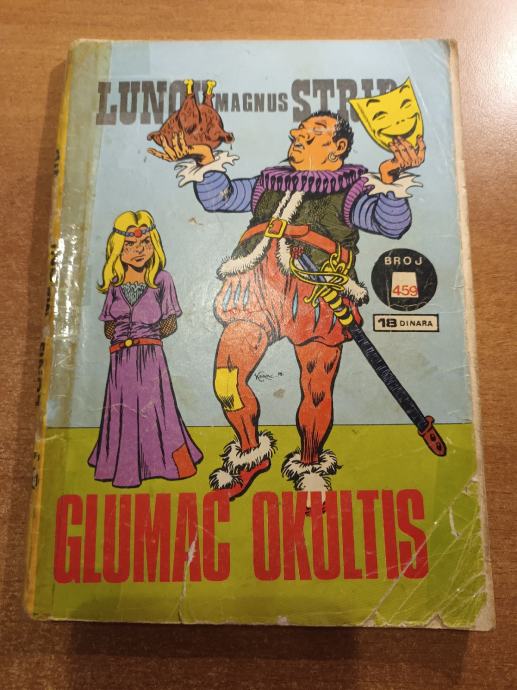 LUNOV MAGNUS STRIP
BROJ
459
18 DINARA
GLUMAC OKULTIS